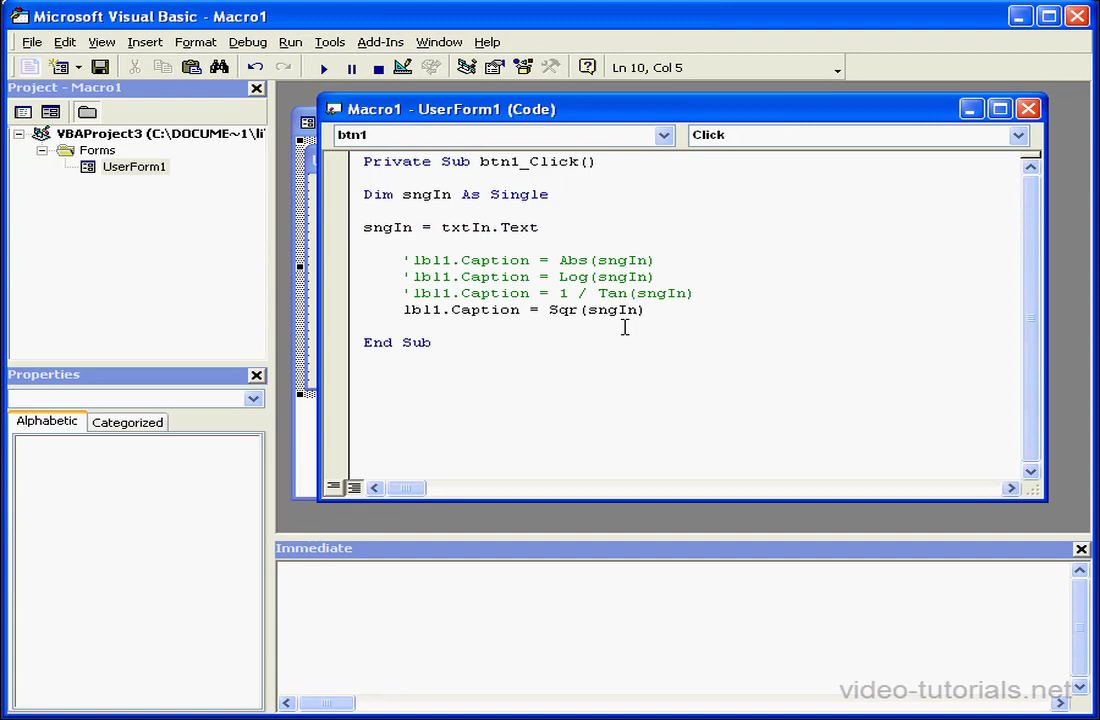 Microsoft Visual Basic - Macro1
File Edit View Insert Format Debug Run Tools Add-Ins Window Help
Ln 10, Col 5
Project - Macro1
VBAProject3 (C:\DOCUME~1\li
Forms
UserForm1
Macro1 - UserForm1 (Code)
btn1 Click
Private Sub btn1_Click()
Dim sngIn As Single
sngIn = txtIn.Text
'lbl1.Caption = Abs(sngIn)
'lbl1.Caption = Log(sngIn)
'lbl1.Caption = 1 / Tan(sngIn)
lbl1.Caption = Sqr(sngIn)
End Sub
Properties
Alphabetic Categorized
Immediate
video-tutorials.net